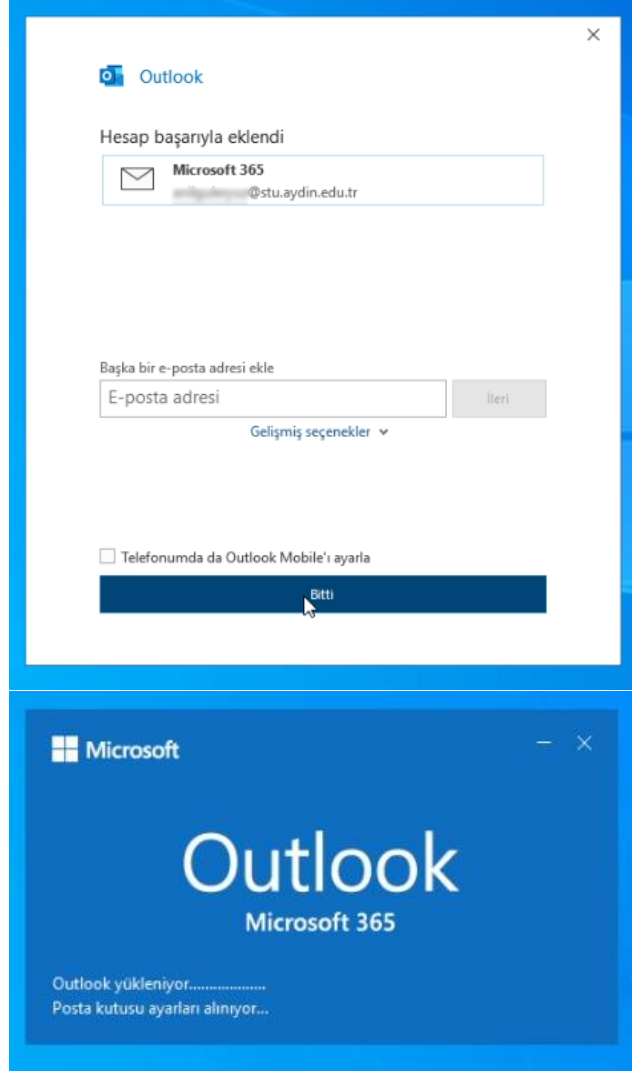 Outlook
Hesap başarıyla eklendi
Microsoft 365
@stu.aydin.edu.tr
Başka bir e-posta adresi ekle
E-posta adresi
İleri
Gelişmiş seçenekler
Telefonumda da Outlook Mobile'ı ayarla
Bitti
Microsoft
Outlook
Microsoft 365
Outlook yükleniyor...................
Posta kutusu ayarları alınıyor...